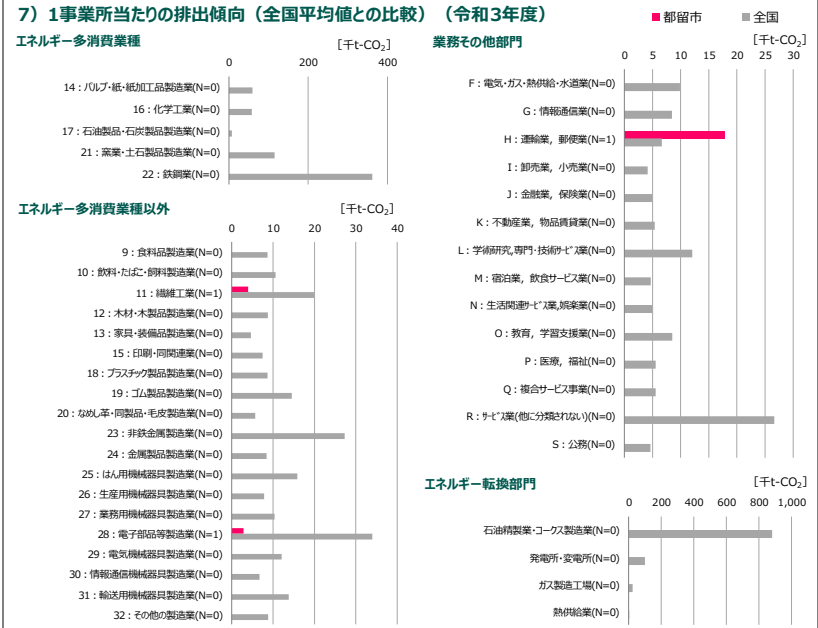 7）1事業所当たりの排出傾向（全国平均値との比較）（令和3年度）
■都留市 ■全国
エネルギー多消費業種
［千t-CO₂］
0 200 400
14：パルプ・紙・紙加工品製造業(N=0)
16：化学工業(N=0)
17：石油製品・石炭製品製造業(N=0)
21：窯業・土石製品製造業(N=0)
22：鉄鋼業(N=0)
エネルギー多消費業種以外
［千t-CO₂］
0 10 20 30 40
9：食料品製造業(N=0)
10：飲料・たばこ・飼料製造業(N=0)
11：繊維工業(N=1)
12：木材・木製品製造業(N=0)
13：家具・装備品製造業(N=0)
15：印刷・同関連業(N=0)
18：プラスチック製品製造業(N=0)
19：ゴム製品製造業(N=0)
20：なめし革・同製品・毛皮製造業(N=0)
23：非鉄金属製造業(N=0)
24：金属製品製造業(N=0)
25：はん用機械器具製造業(N=0)
26：生産用機械器具製造業(N=0)
27：業務用機械器具製造業(N=0)
28：電子部品等製造業(N=1)
29：電気機械器具製造業(N=0)
30：情報通信機械器具製造業(N=0)
31：輸送用機械器具製造業(N=0)
32：その他の製造業(N=0)
業務その他部門
［千t-CO₂］
0 5 10 15 20 25 30
F：電気・ガス・熱供給・水道業(N=0)
G：情報通信業(N=0)
H：運輸業，郵便業(N=1)
I：卸売業，小売業(N=0)
J：金融業，保険業(N=0)
K：不動産業，物品賃貸業(N=0)
L：学術研究,専門・技術サービス業(N=0)
M：宿泊業，飲食サービス業(N=0)
N：生活関連サービス業,娯楽業(N=0)
O：教育，学習支援業(N=0)
P：医療，福祉(N=0)
Q：複合サービス事業(N=0)
R：サービス業(他に分類されない)(N=0)
S：公務(N=0)
エネルギー転換部門
［千t-CO₂］
0 200 400 600 800 1,000
石油精製業・コークス製造業(N=0)
発電所・変電所(N=0)
ガス製造工場(N=0)
熱供給業(N=0)